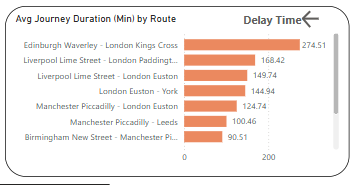 Avg Journey Duration (Min) by Route
Delay Time
Edinburgh Waverley - London Kings Cross 274.51
Liverpool Lime Street - London Paddingt... 168.42
Liverpool Lime Street - London Euston 149.74
London Euston - York 144.94
Manchester Piccadilly - London Euston 124.74
Manchester Piccadilly - Leeds 100.46
Birmingham New Street - Manchester Pi... 90.51
0 200